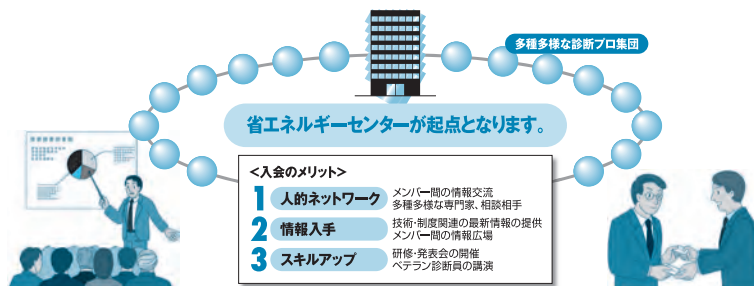 多種多様な診断プロ集団
省エネルギーセンターが起点となります。
<入会のメリット>
1 人的ネットワーク メンバー間の情報交流
多種多様な専門家、相談相手
2 情報入手 技術・制度関連の最新情報の提供
メンバー間の情報広場
3 スキルアップ 研修・発表会の開催
ベテラン診断員の講演